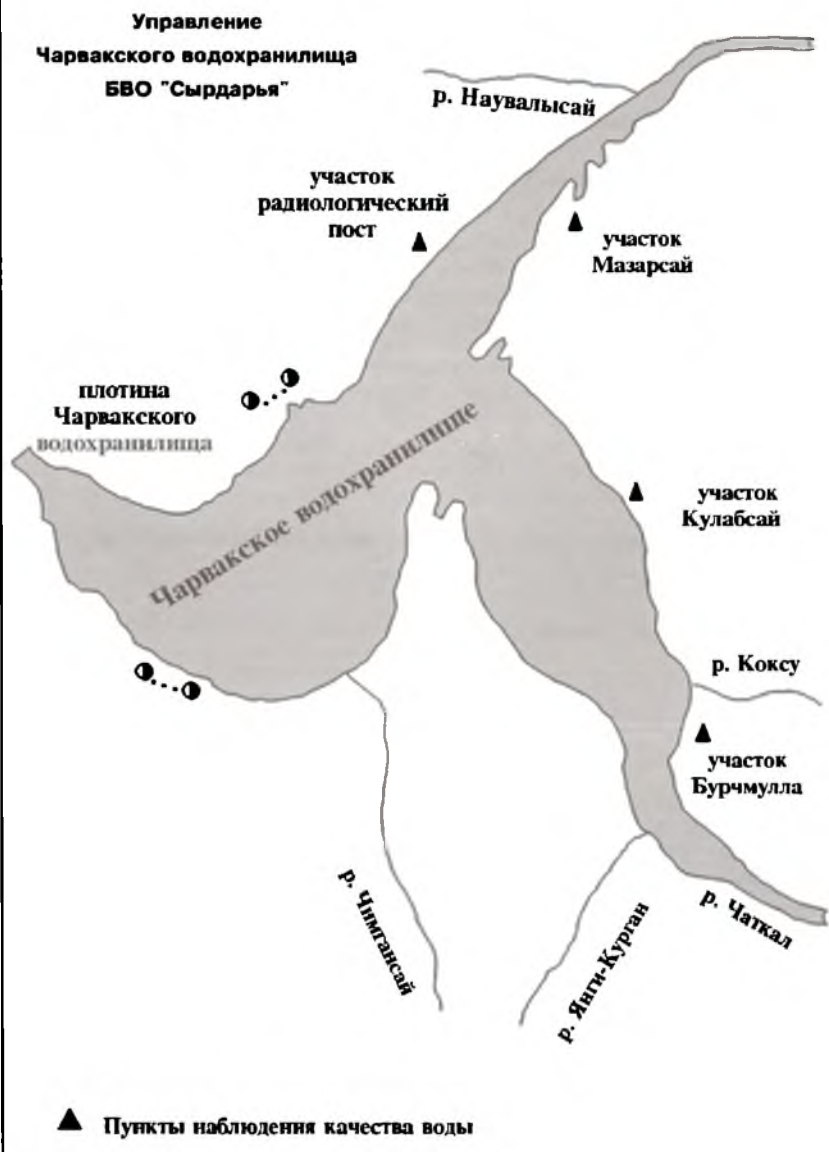 Управление
Чарвакского водохранилища
БВО "Сырдарья"
р. Наувалысай
участок
радиологический
пост
участок
Мазарсай
плотина
Чарвакского
водохранилища
Чарвакское водохранилище
участок
Кулабсай
р. Коксу
участок
Бурчмулла
р. Чаткал
р. Чимгансай
р. Янги-Курган
Пункты наблюдения качества воды